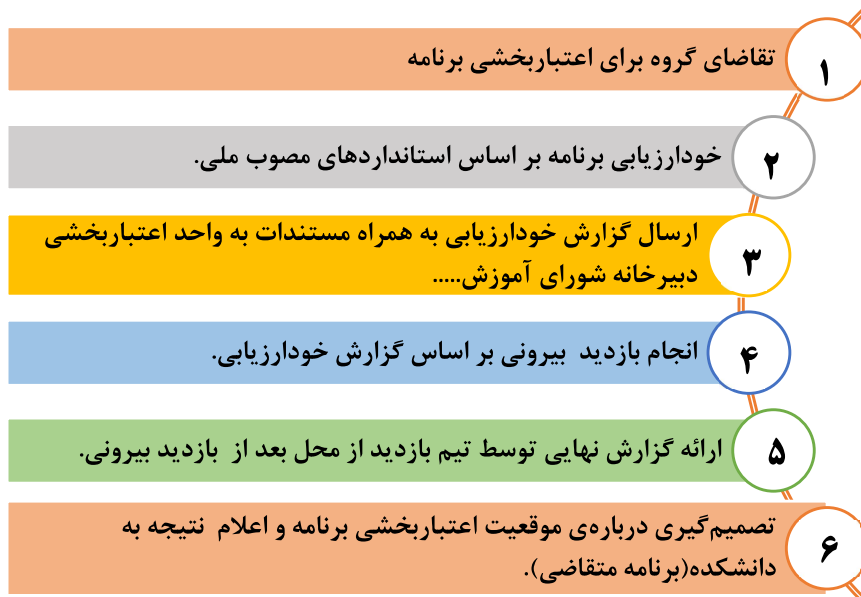 ۱
تقاضای گروه برای اعتباربخشی برنامه
۲
خودارزیابی برنامه بر اساس استانداردهای مصوب ملی.
۳
ارسال گزارش خودارزیابی به همراه مستندات به واحد اعتباربخشی
دبیرخانه شورای آموزش.....
۴
انجام بازدید بیرونی بر اساس گزارش خودارزیابی.
۵
ارائه گزارش نهایی توسط تیم بازدید از محل بعد از بازدید بیرونی.
۶
تصمیم‌گیری درباره‌ی موقعیت اعتباربخشی برنامه و اعلام نتیجه به
دانشکده(برنامه متقاضی).